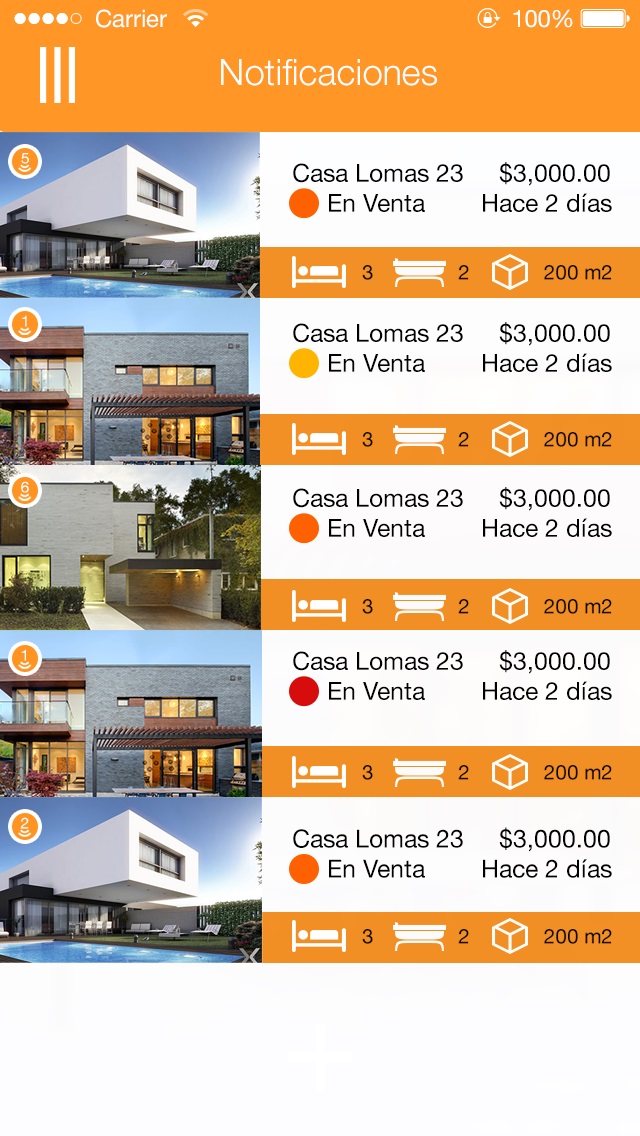 Carrier 100%
Notificaciones
5
Casa Lomas 23 $3,000.00
En Venta Hace 2 días
3 2 200 m2
1
Casa Lomas 23 $3,000.00
En Venta Hace 2 días
3 2 200 m2
6
Casa Lomas 23 $3,000.00
En Venta Hace 2 días
3 2 200 m2
1
Casa Lomas 23 $3,000.00
En Venta Hace 2 días
3 2 200 m2
2
Casa Lomas 23 $3,000.00
En Venta Hace 2 días
3 2 200 m2